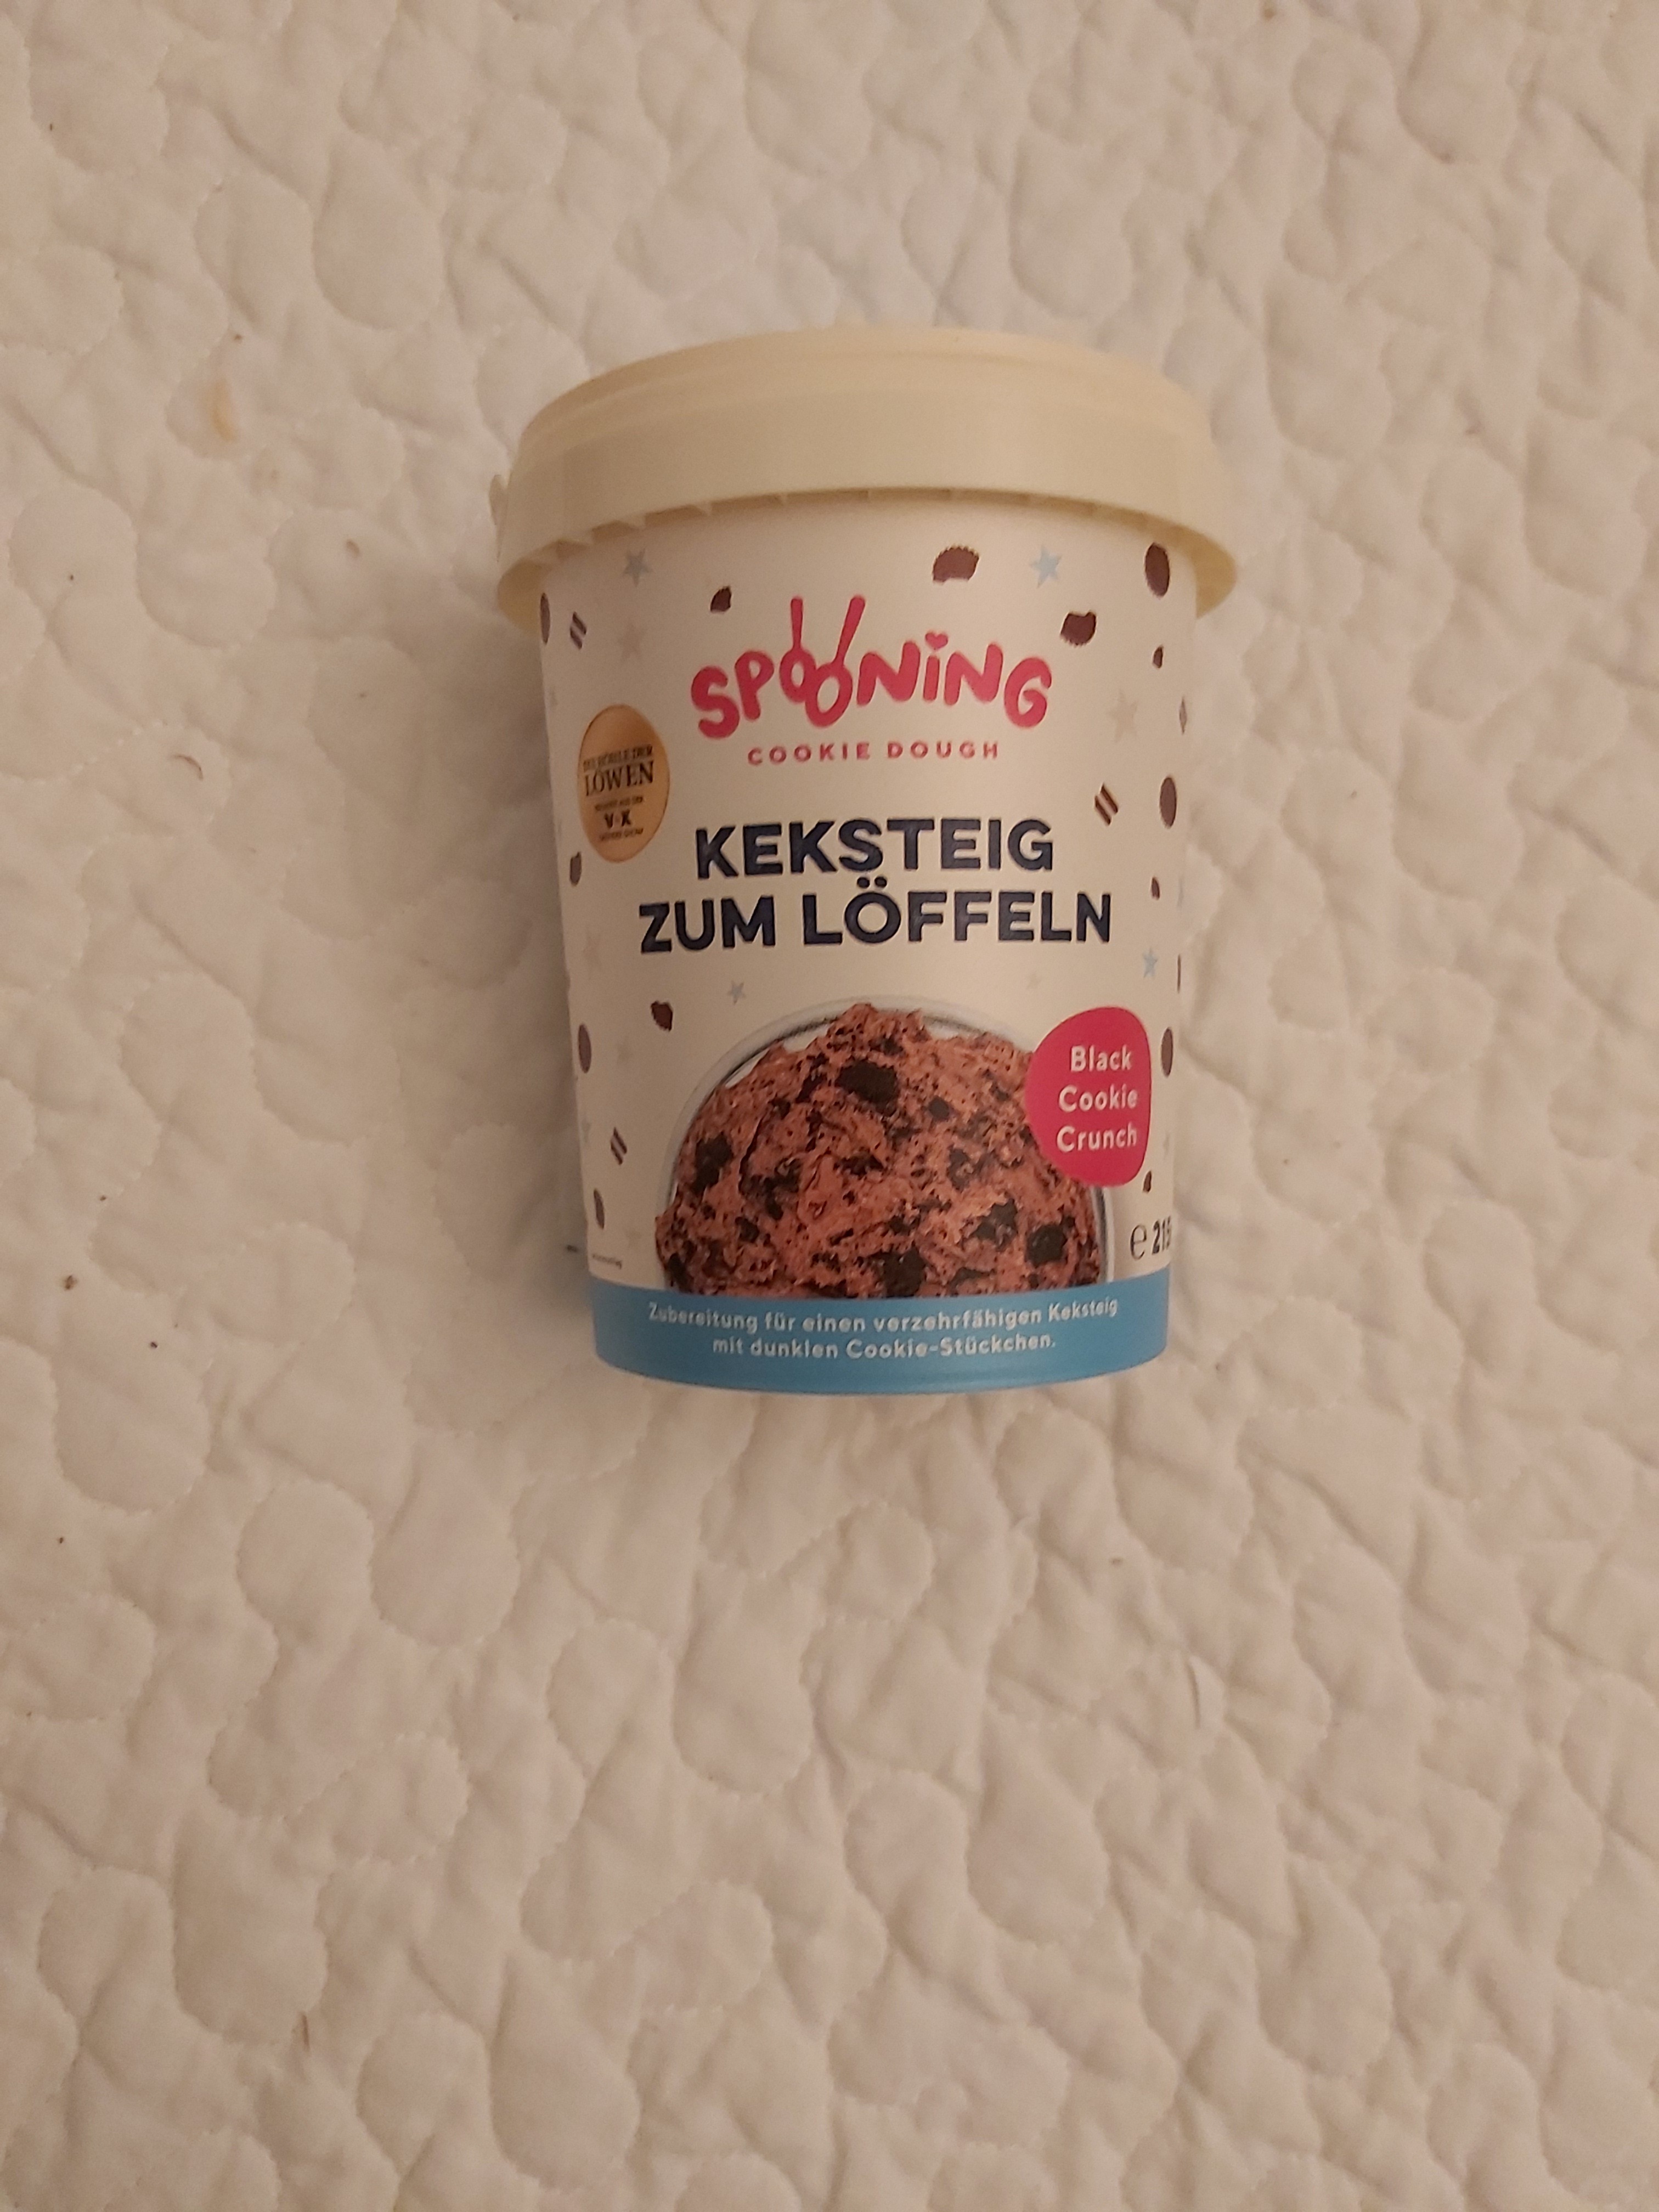 SPOONING
COOKIE DOUGH
LÖWEN
KEKSTEIG
ZUM LÖFFELN
Black
Cookie
Crunch
e 215
Zubereitung für einen verzehrfähigen Keksteig
mit dunklen Cookie-Stückchen.